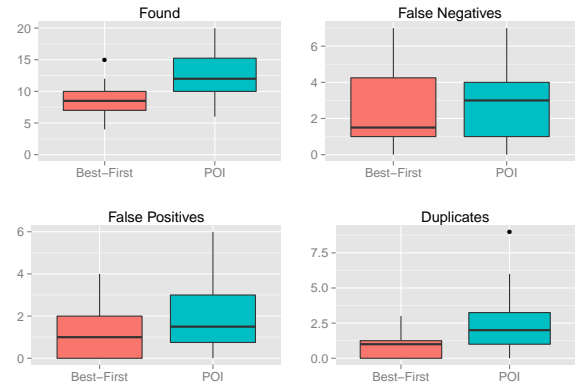 Found
20
15
10
5
0
Best−First
POI
False Negatives
6
4
2
0
Best−First
POI
False Positives
6
4
2
0
Best−First
POI
Duplicates
7.5
5.0
2.5
0.0
Best−First
POI